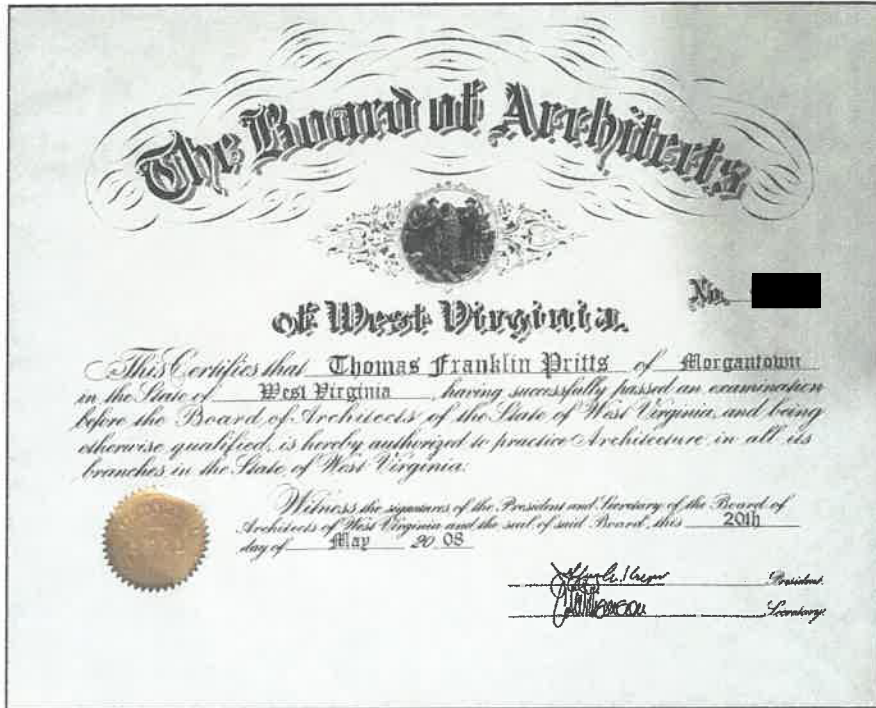 The Board of Architects
of West Virginia.
No.
This Certifies that Thomas Franklin Pritts of Morgantown
in the State of West Virginia, having successfully passed an examination
before the Board of Architects of the State of West Virginia, and being
otherwise qualified, is hereby authorized to practice Architecture in all its
branches in the State of West Virginia.
Witness the signatures of the President and Secretary of the Board of
Architects of West Virginia and the seal of said Board, this 20th
day of May 20 08
President.
Secretary.